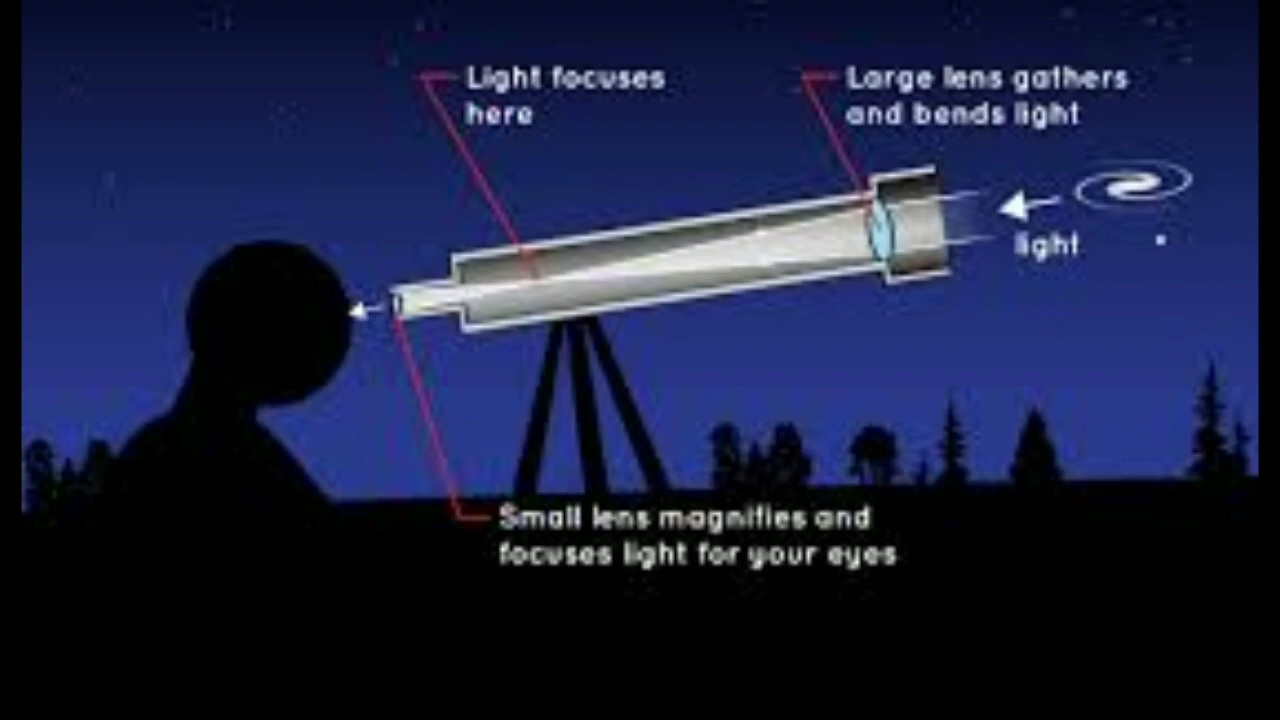 Light focuses
here
Large lens gathers
and bends light
light
Small lens magnifies and
focuses light for your eyes